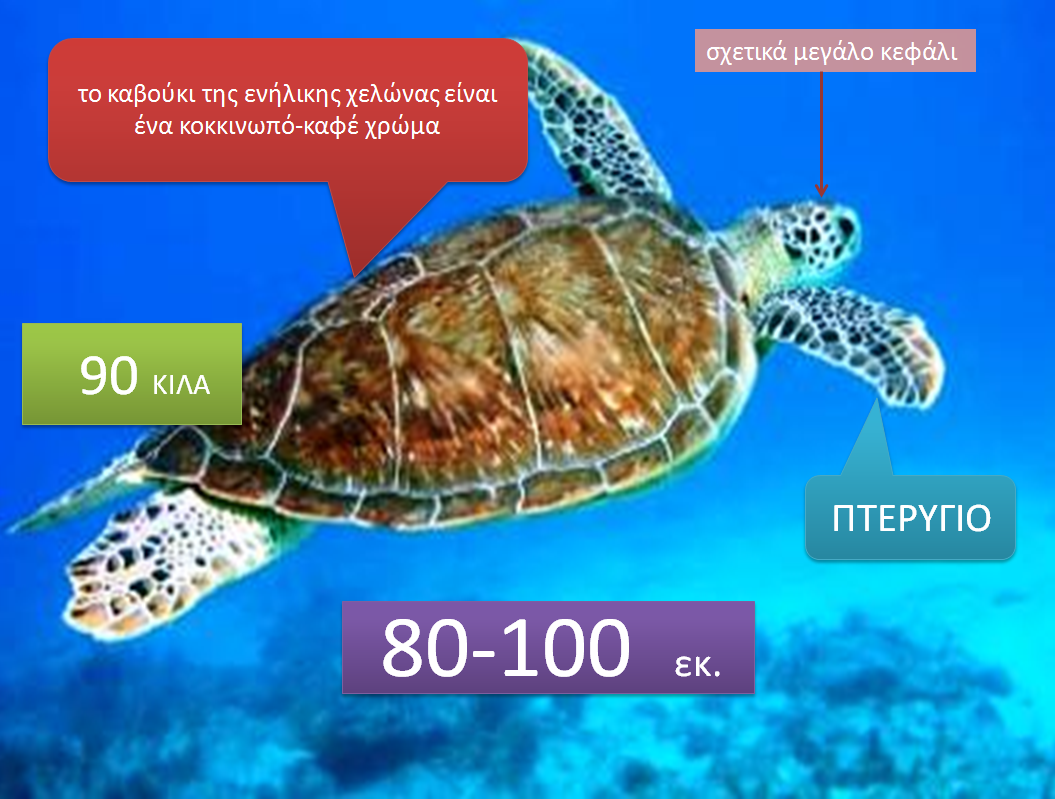 σχετικά μεγάλο κεφάλι
το καβούκι της ενήλικης χελώνας είναι
ένα κοκκινωπό-καφέ χρώμα
90 ΚΙΛΑ
ΠΤΕΡΥΓΙΟ
80-100 εκ.